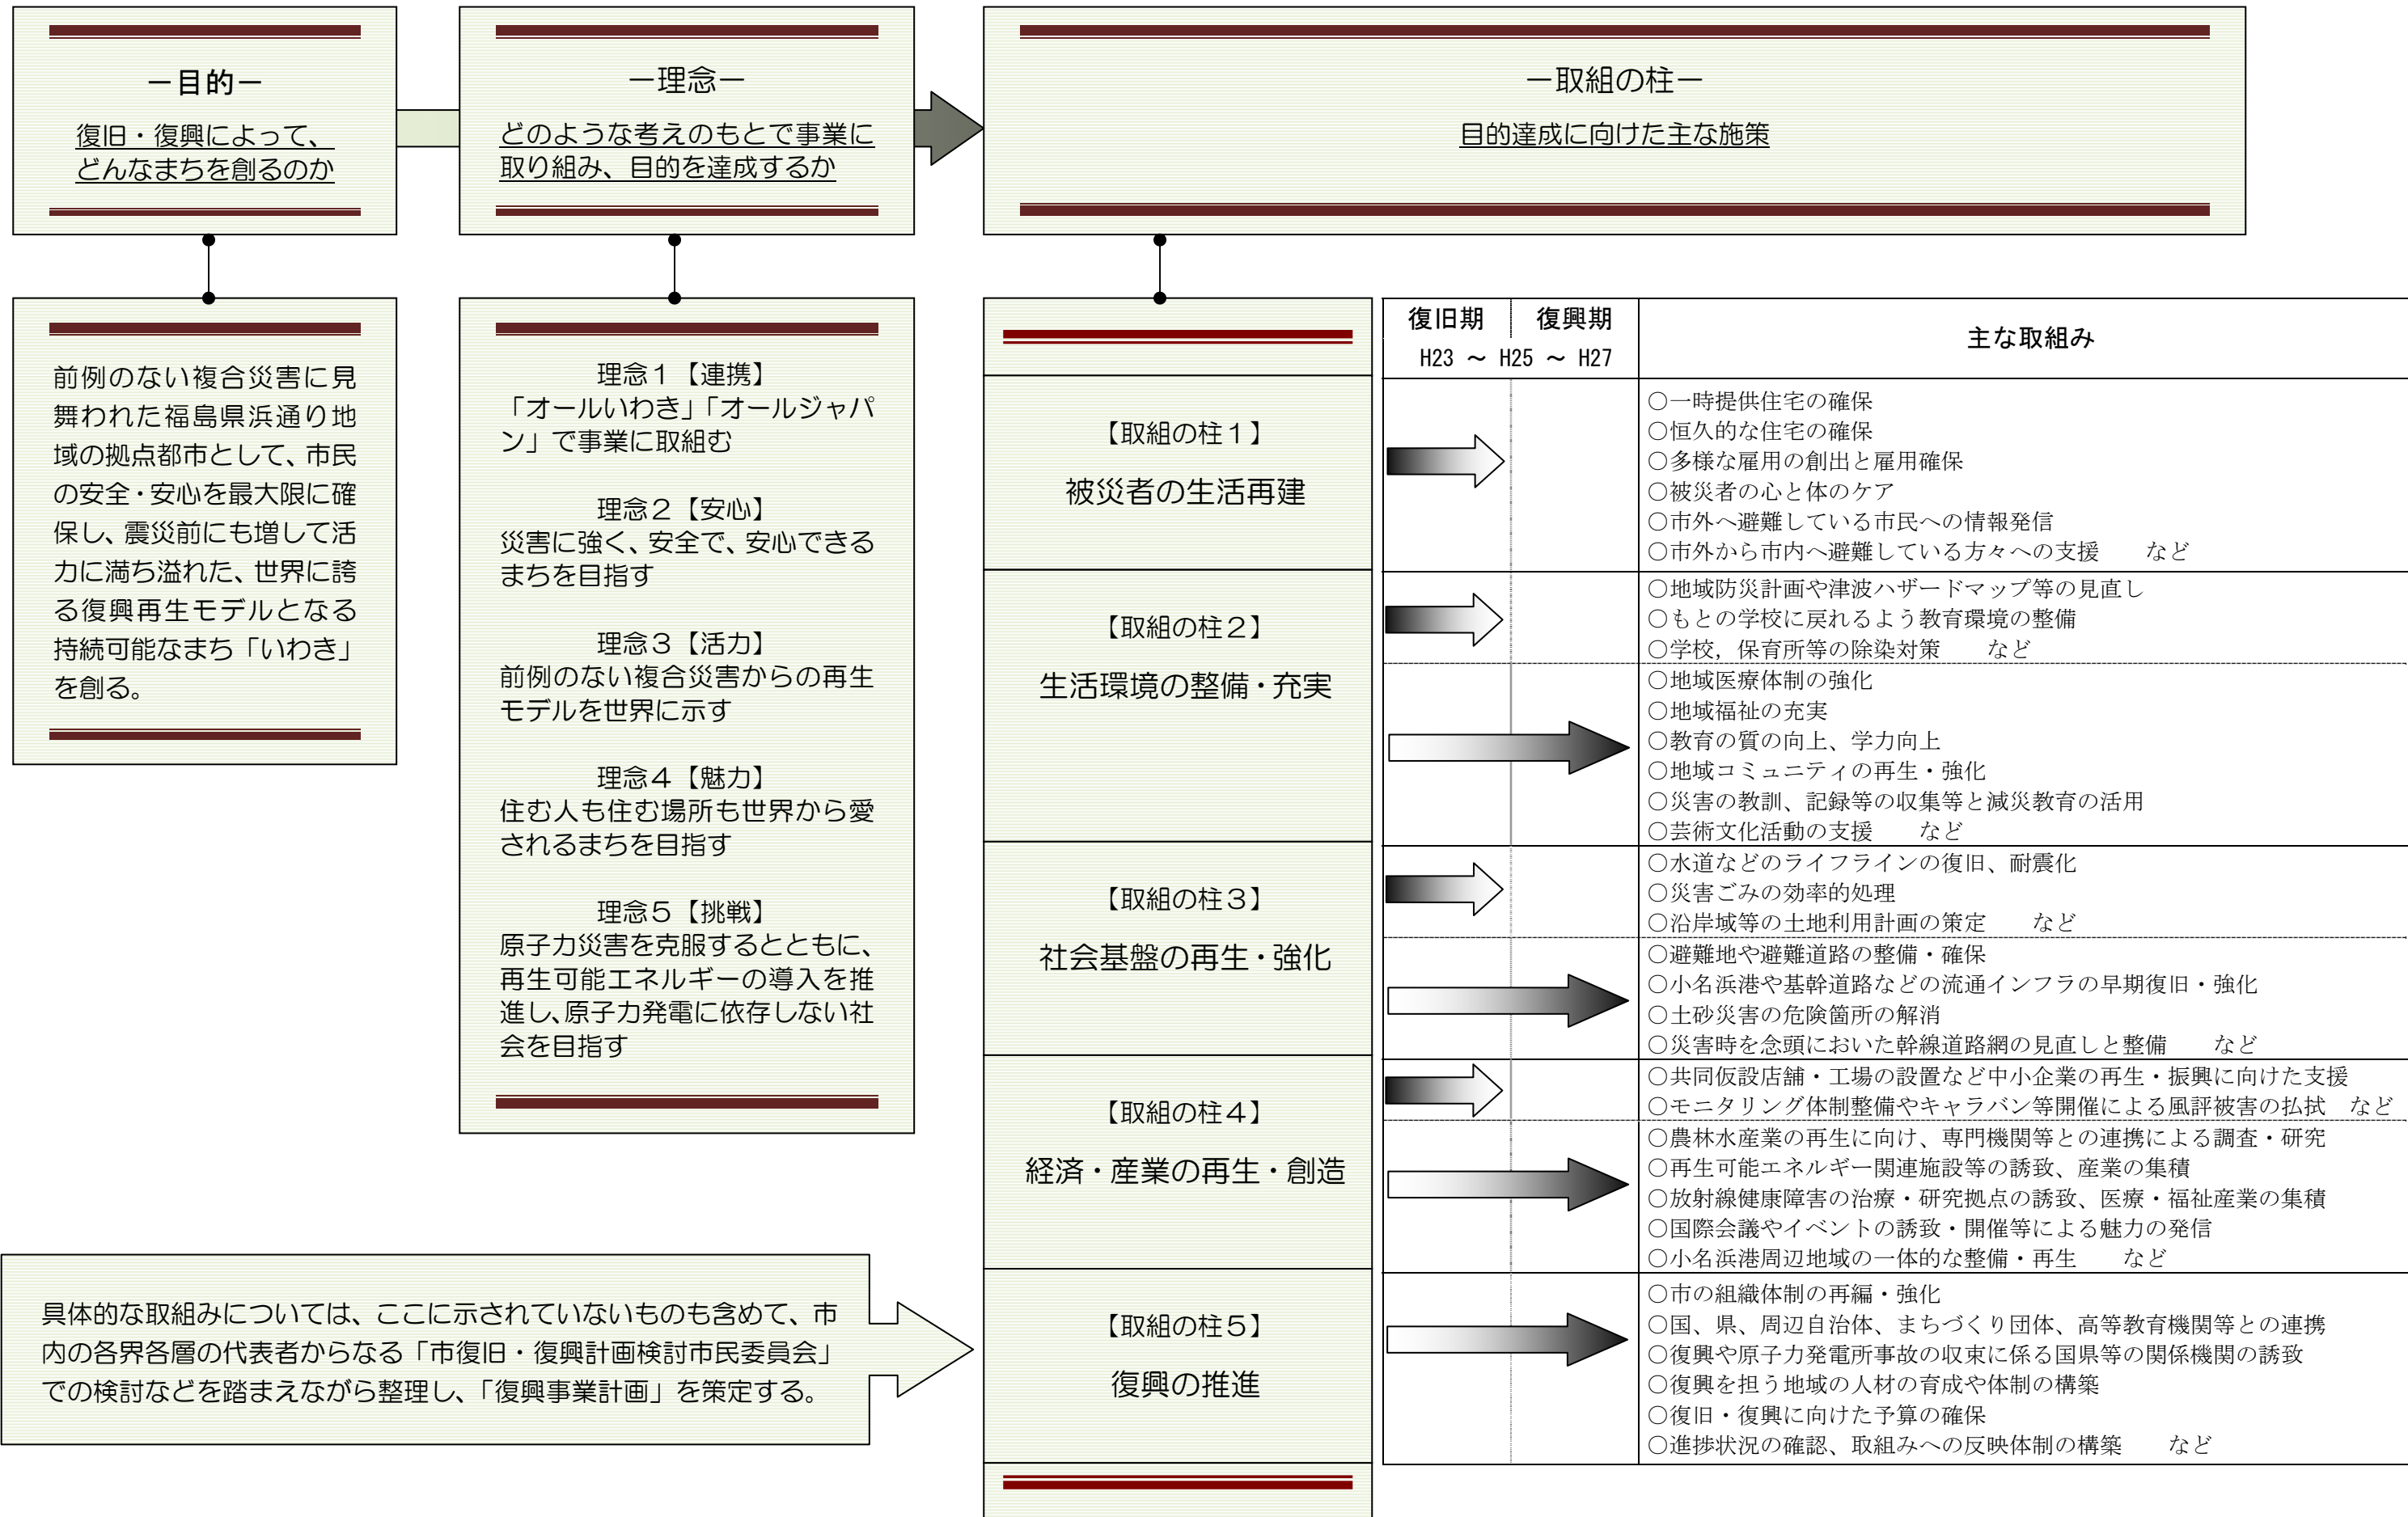 －目的－
復旧・復興によって、
どんなまちを創るのか
－理念－
どのような考えのもとで事業に
取り組み、目的を達成するか
－取組の柱－
目的達成に向けた主な施策
前例のない複合災害に見
舞われた福島県浜通り地
域の拠点都市として、市民
の安全・安心を最大限に確
保し、震災前にも増して活
力に満ち溢れた、世界に誇
る復興再生モデルとなる
持続可能なまち「いわき」
を創る。
理念１【連携】
「オールいわき」「オールジャパ
ン」で事業に取組む
理念２【安心】
災害に強く、安全で、安心できる
まちを目指す
理念３【活力】
前例のない複合災害からの再生
モデルを世界に示す
理念４【魅力】
住む人も住む場所も世界から愛
されるまちを目指す
理念５【挑戦】
原子力災害を克服するとともに、
再生可能エネルギーの導入を推
進し、原子力発電に依存しない社
会を目指す
復旧期 復興期
H23 ～ H25 ～ H27
主な取組み
【取組の柱１】
被災者の生活再建
○一時提供住宅の確保
○恒久的な住宅の確保
○多様な雇用の創出と雇用確保
○被災者の心と体のケア
○市外へ避難している市民への情報発信
○市外から市内へ避難している方々への支援　　など
【取組の柱２】
生活環境の整備・充実
○地域防災計画や津波ハザードマップ等の見直し
○もとの学校に戻れるよう教育環境の整備
○学校，保育所等の除染対策　　など
○地域医療体制の強化
○地域福祉の充実
○教育の質の向上、学力向上
○地域コミュニティの再生・強化
○災害の教訓、記録等の収集等と減災教育の活用
○芸術文化活動の支援　　など
【取組の柱３】
社会基盤の再生・強化
○水道などのライフラインの復旧、耐震化
○災害ごみの効率的処理
○沿岸域等の土地利用計画の策定　　など
○避難地や避難道路の整備・確保
○小名浜港や基幹道路などの流通インフラの早期復旧・強化
○土砂災害の危険箇所の解消
○災害時を念頭においた幹線道路網の見直しと整備　　など
【取組の柱４】
経済・産業の再生・創造
○共同仮設店舗・工場の設置など中小企業の再生・振興に向けた支援
○モニタリング体制整備やキャラバン等開催による風評被害の払拭　など
○農林水産業の再生に向け、専門機関等との連携による調査・研究
○再生可能エネルギー関連施設等の誘致、産業の集積
○放射線健康障害の治療・研究拠点の誘致、医療・福祉産業の集積
○国際会議やイベントの誘致・開催等による魅力の発信
○小名浜港周辺地域の一体的な整備・再生　　など
【取組の柱５】
復興の推進
○市の組織体制の再編・強化
○国、県、周辺自治体、まちづくり団体、高等教育機関等との連携
○復興や原子力発電所事故の収束に係る国県等の関係機関の誘致
○復興を担う地域の人材の育成や体制の構築
○復旧・復興に向けた予算の確保
○進捗状況の確認、取組みへの反映体制の構築　　など
具体的な取組みについては、ここに示されていないものも含めて、市
内の各界各層の代表者からなる「市復旧・復興計画検討市民委員会」
での検討などを踏まえながら整理し、「復興事業計画」を策定する。